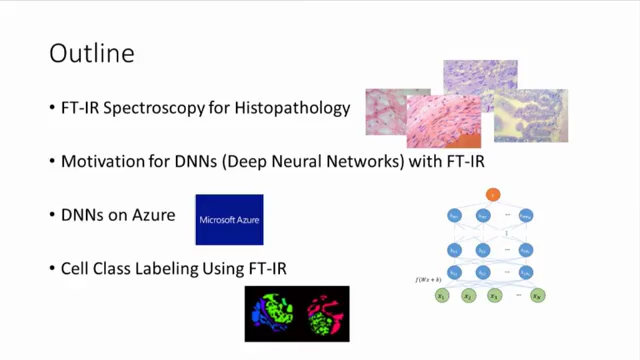 Outline
• FT-IR Spectroscopy for Histopathology
• Motivation for DNNs (Deep Neural Networks) with FT-IR
• DNNs on Azure
Microsoft Azure
• Cell Class Labeling Using FT-IR
f(Wx + b)
x₁ x₂ x₃ ... x_N